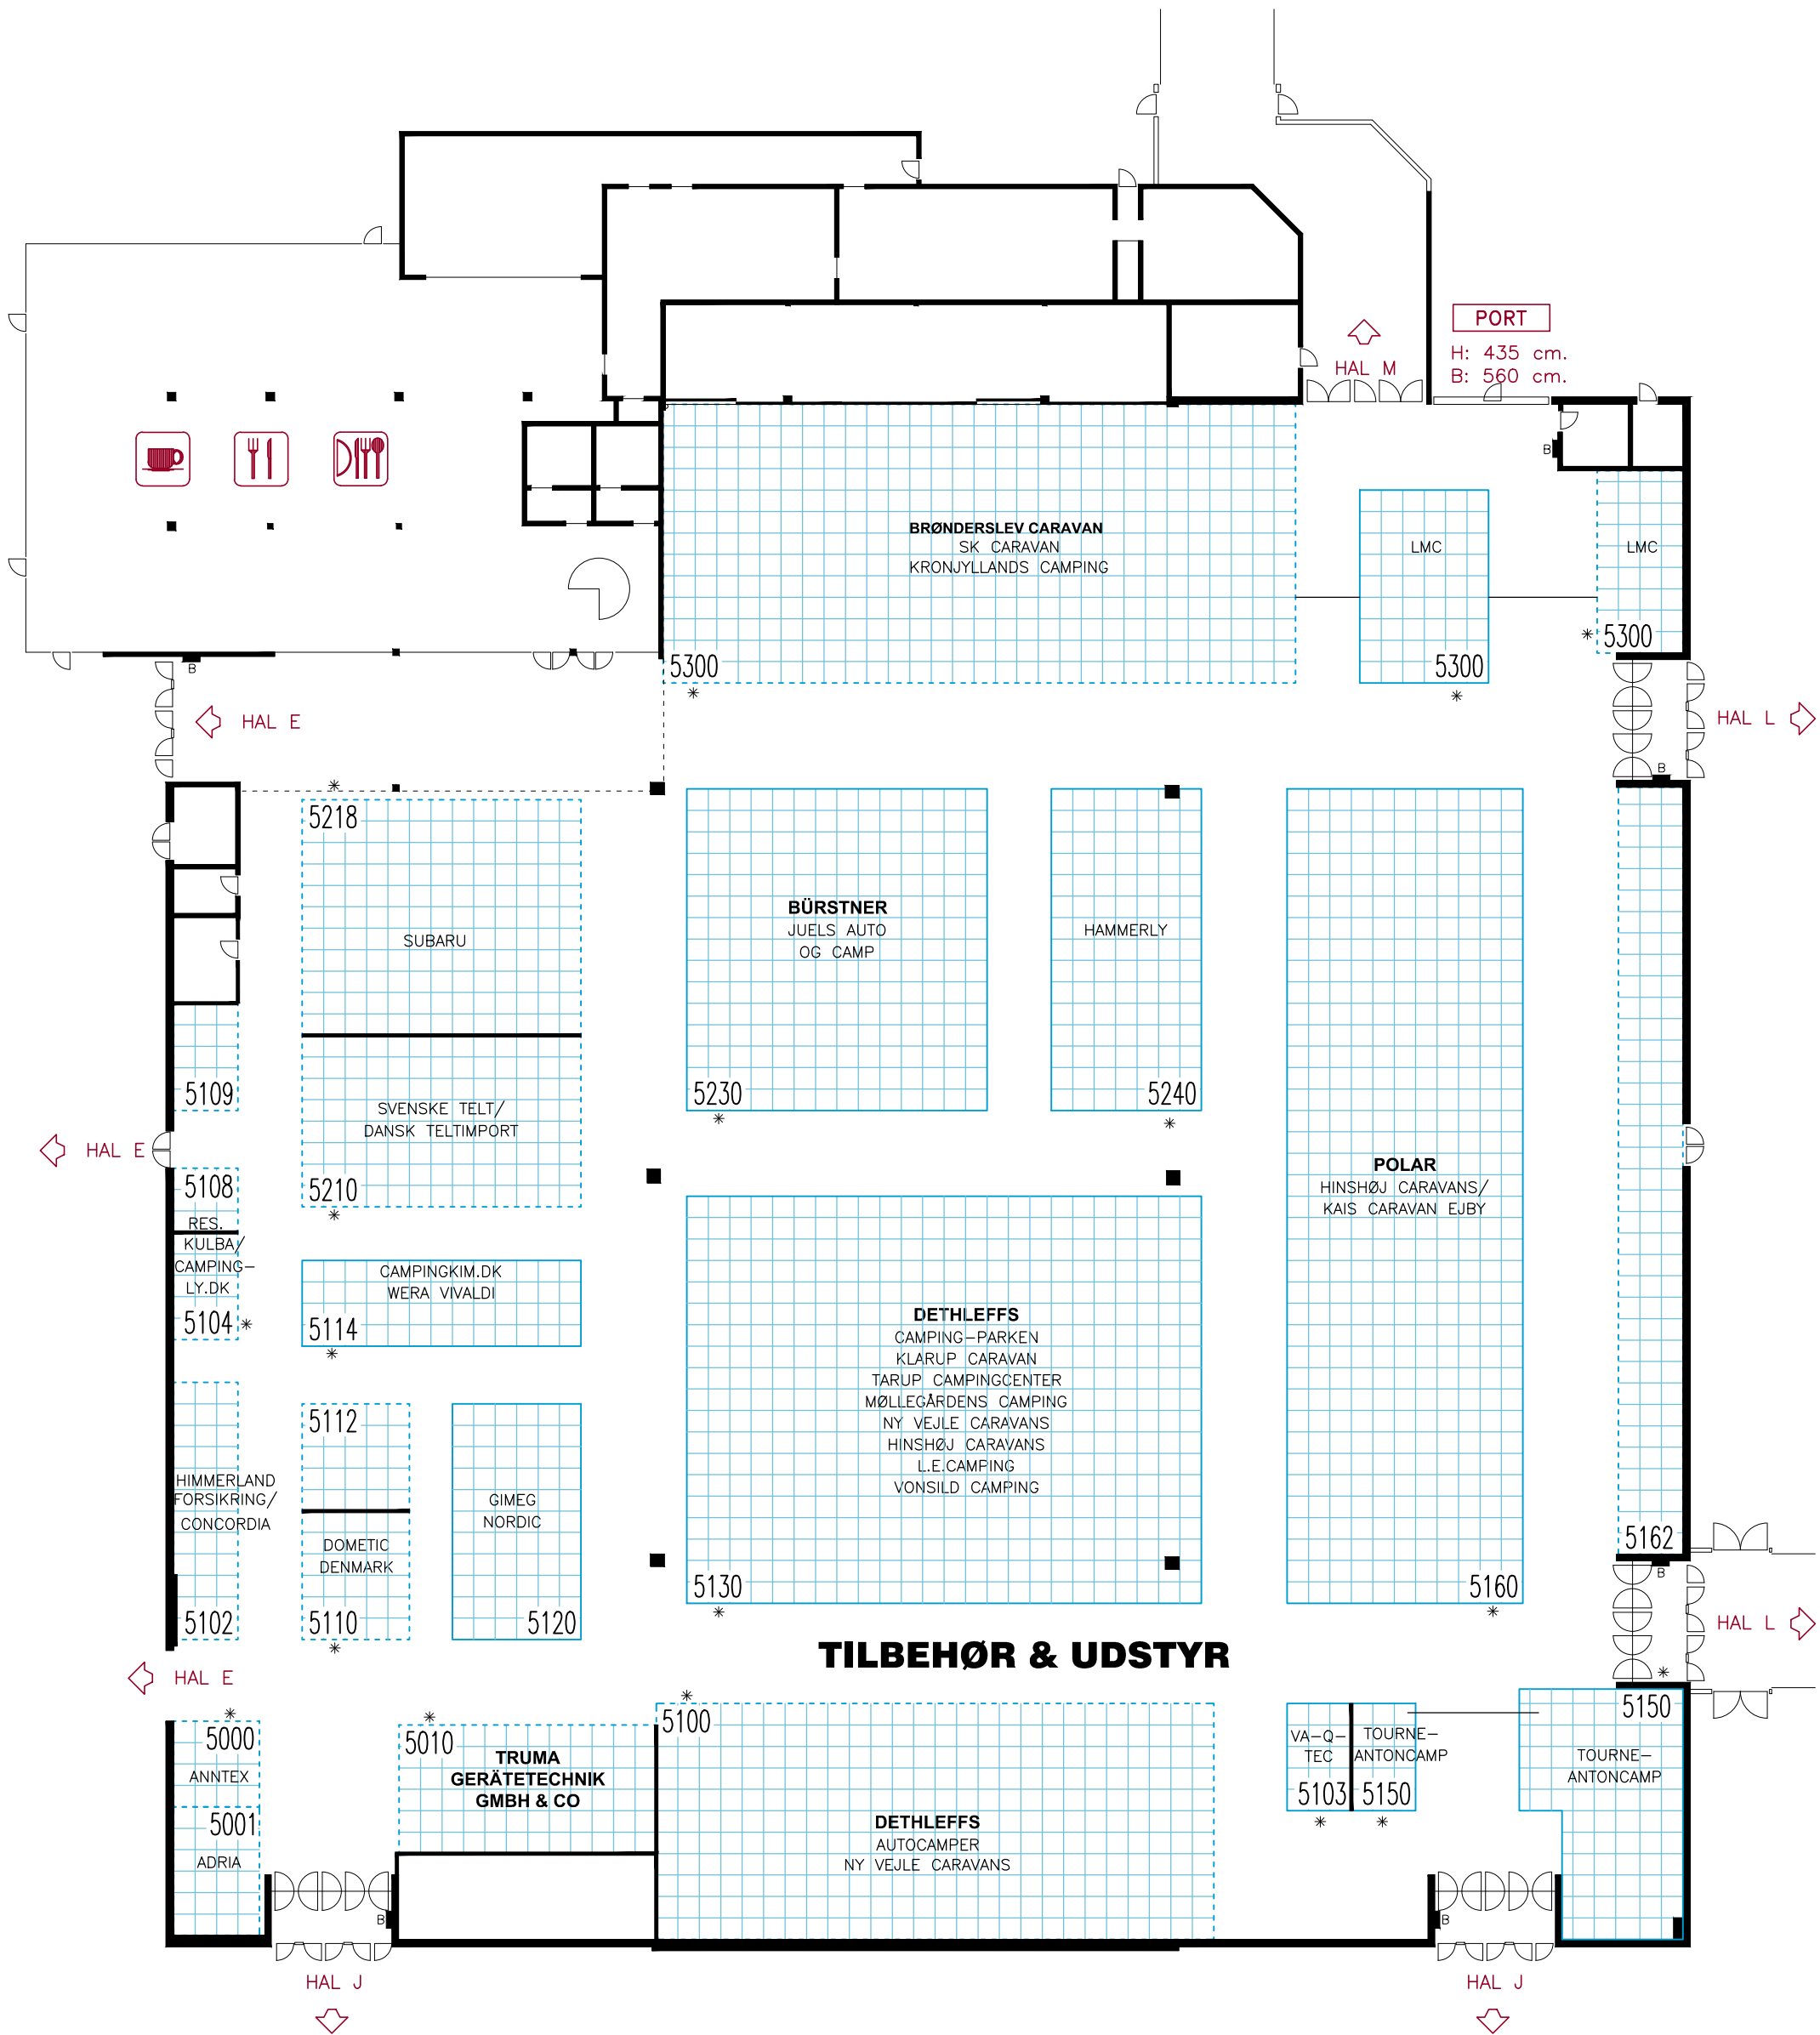 PORT
H: 435 cm.
B: 560 cm.
HAL M
B
BRØNDERSLEV CARAVAN
SK CARAVAN
KRONJYLLANDS CAMPING
5300
*
LMC
5300
*
LMC
5300
*
B
HAL E
HAL L
B
*
5218
SUBARU
BÜRSTNER
JUELS AUTO
OG CAMP
5230
*
HAMMERLY
5240
*
5109
SVENSKE TELT/
DANSK TELTIMPORT
5210
*
HAL E
POLAR
HINSHØJ CARAVANS/
KAIS CARAVAN EJBY
5160
*
5108
RES.
KULBA/
CAMPING-
LY.DK
5104 *
CAMPINGKIM.DK
WERA VIVALDI
5114
*
DETHLEFFS
CAMPING-PARKEN
KLARUP CARAVAN
TARUP CAMPINGCENTER
MØLLEGÅRDENS CAMPING
NY VEJLE CARAVANS
HINSHØJ CARAVANS
L.E.CAMPING
VONSILD CAMPING
5130
*
5112
HIMMERLAND
FORSIKRING/
CONCORDIA
5102
DOMETIC
DENMARK
5110
*
GIMEG
NORDIC
5120
5162
B
HAL L
TILBEHØR & UDSTYR
HAL E
*
5000
ANNTEX
5001
ADRIA
*
5010
TRUMA
GERÄTETECHNIK
GMBH & CO
*
5100
DETHLEFFS
AUTOCAMPER
NY VEJLE CARAVANS
VA-Q-
TEC
5103
*
TOURNE-
ANTONCAMP
5150
*
*
5150
TOURNE-
ANTONCAMP
B
B
HAL J
HAL J